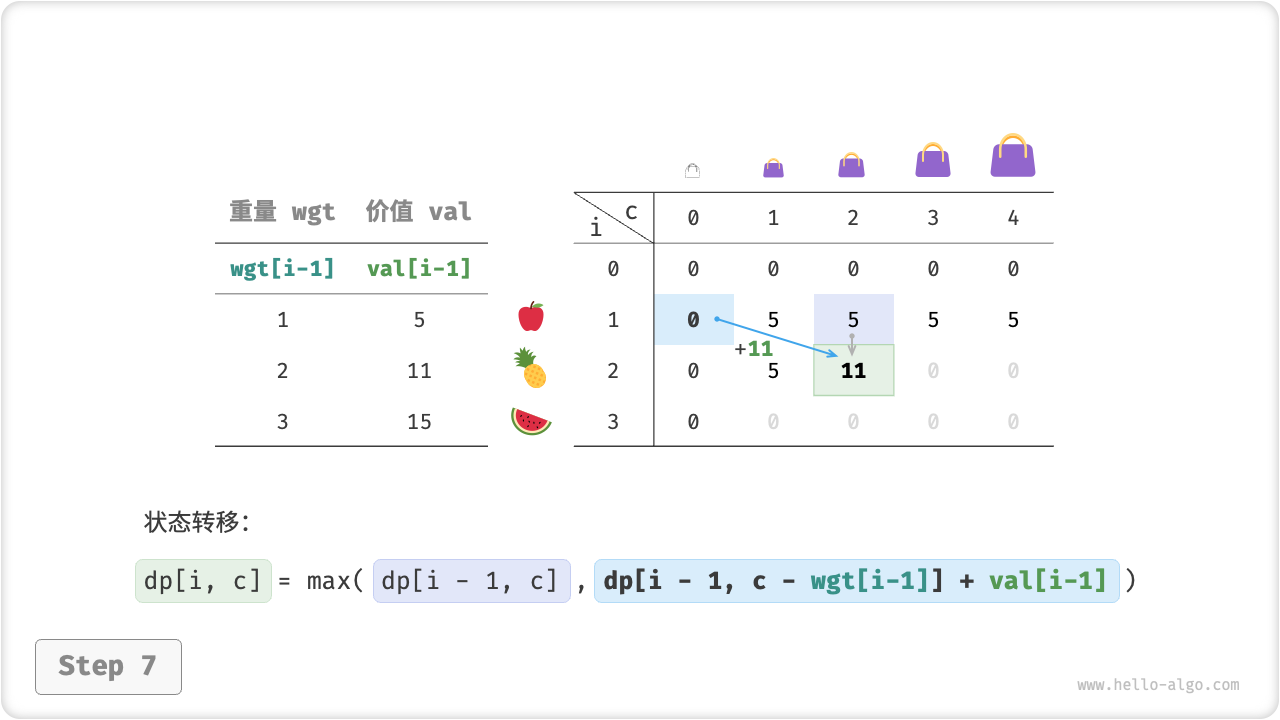 重量 wgt 价值 val
wgt[i-1] val[i-1]
1 5
2 11
3 15
i c 0 1 2 3 4
0 0 0 0 0 0
1 0 5 5 5 5
+11
2 0 5 11 0 0
3 0 0 0 0 0
状态转移：
dp[i, c] = max( dp[i - 1, c] , dp[i - 1, c - wgt[i-1]] + val[i-1] )
Step 7
www.hello-algo.com